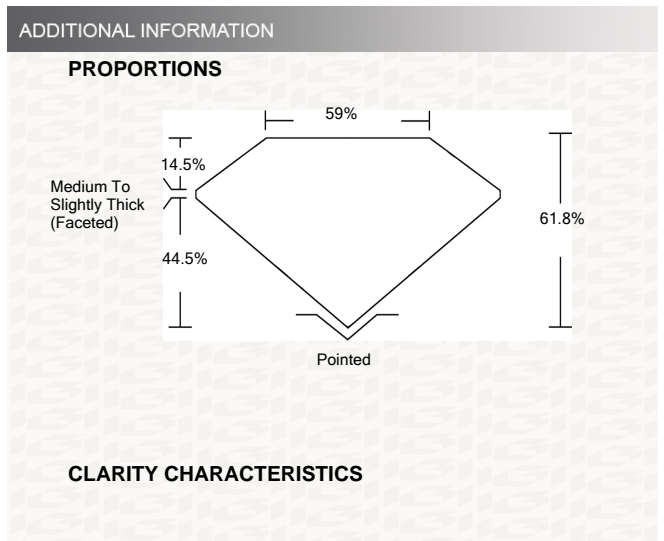 ADDITIONAL INFORMATION
PROPORTIONS
59%
14.5%
Medium To
Slightly Thick
(Faceted)
61.8%
44.5%
Pointed
CLARITY CHARACTERISTICS